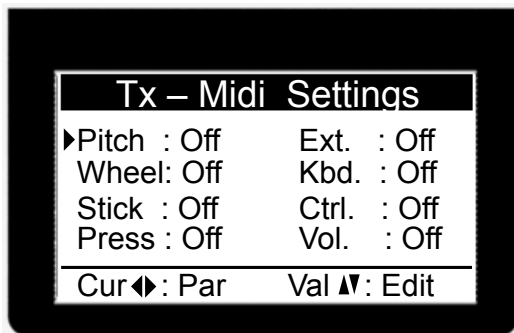 Tx – Midi Settings
Pitch : Off Ext. : Off
Wheel: Off Kbd. : Off
Stick : Off Ctrl. : Off
Press : Off Vol. : Off
Cur ◀▶: Par Val ▲▼: Edit